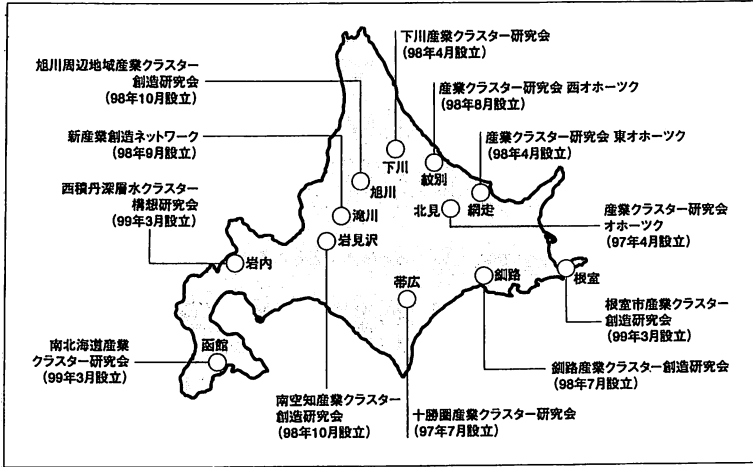 下川産業クラスター研究会
(98年4月設立)
旭川周辺地域産業クラスター
創造研究会
(98年10月設立)
産業クラスター研究会 西オホーツク
(98年8月設立)
新産業創造ネットワーク
(98年9月設立)
産業クラスター研究会 東オホーツク
(98年4月設立)
西積丹深層水クラスター
構想研究会
(99年3月設立)
産業クラスター研究会
オホーツク
(97年4月設立)
下川
紋別
旭川
網走
北見
滝川
岩見沢
岩内
帯広
釧路
根室
函館
根室市産業クラスター
創造研究会
(99年3月設立)
南北海道産業
クラスター研究会
(99年3月設立)
釧路産業クラスター創造研究会
(98年7月設立)
南空知産業クラスター
創造研究会
(98年10月設立)
十勝圏産業クラスター研究会
(97年7月設立)